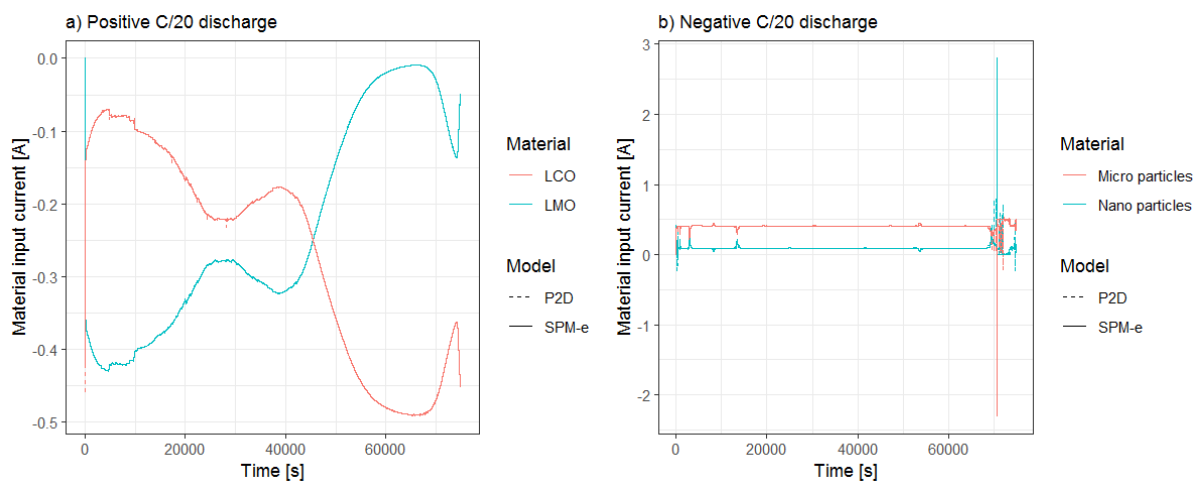 a) Positive C/20 discharge
Material input current [A]
0.0
-0.1
-0.2
-0.3
-0.4
-0.5
0
20000
40000
60000
Time [s]
Material
LCO
LMO
Model
P2D
SPM-e
b) Negative C/20 discharge
Material input current [A]
3
2
1
0
-1
-2
0
20000
40000
60000
Time [s]
Material
Micro particles
Nano particles
Model
P2D
SPM-e